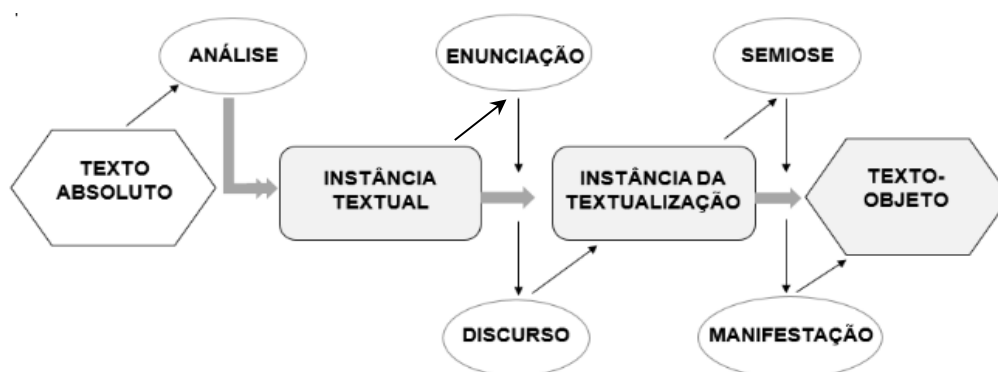 ANÁLISE
ENUNCIAÇÃO
SEMIOSE
TEXTO
ABSOLUTO
INSTÂNCIA
TEXTUAL
INSTÂNCIA DA
TEXTUALIZAÇÃO
TEXTO-
OBJETO
DISCURSO
MANIFESTAÇÃO